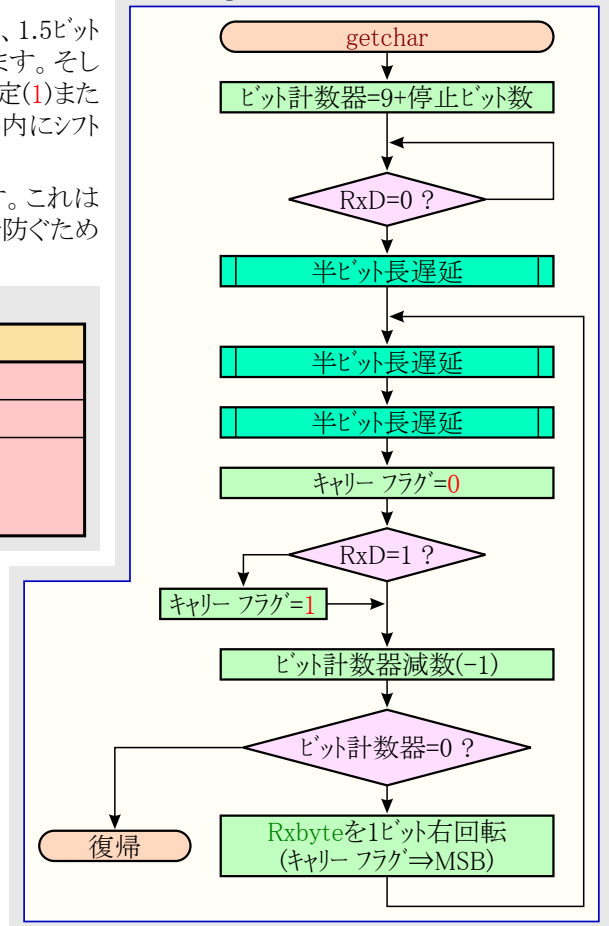 、1.5ﾋﾞｯﾄ
ます。そし
定(1)また
内にｼﾌﾄ
す。これは
防ぐため
getchar
ﾋﾞｯﾄ計数器=9+停止ﾋﾞｯﾄ数
RxD=0 ?
半ﾋﾞｯﾄ長遅延
半ﾋﾞｯﾄ長遅延
半ﾋﾞｯﾄ長遅延
ｷｬﾘｰ ﾌﾗｸﾞ=0
RxD=1 ?
ｷｬﾘｰ ﾌﾗｸﾞ=1
ﾋﾞｯﾄ計数器減数(-1)
ﾋﾞｯﾄ計数器=0 ?
復帰
Rxbyteを1ﾋﾞｯﾄ右回転
(ｷｬﾘｰ ﾌﾗｸﾞ⇒MSB)